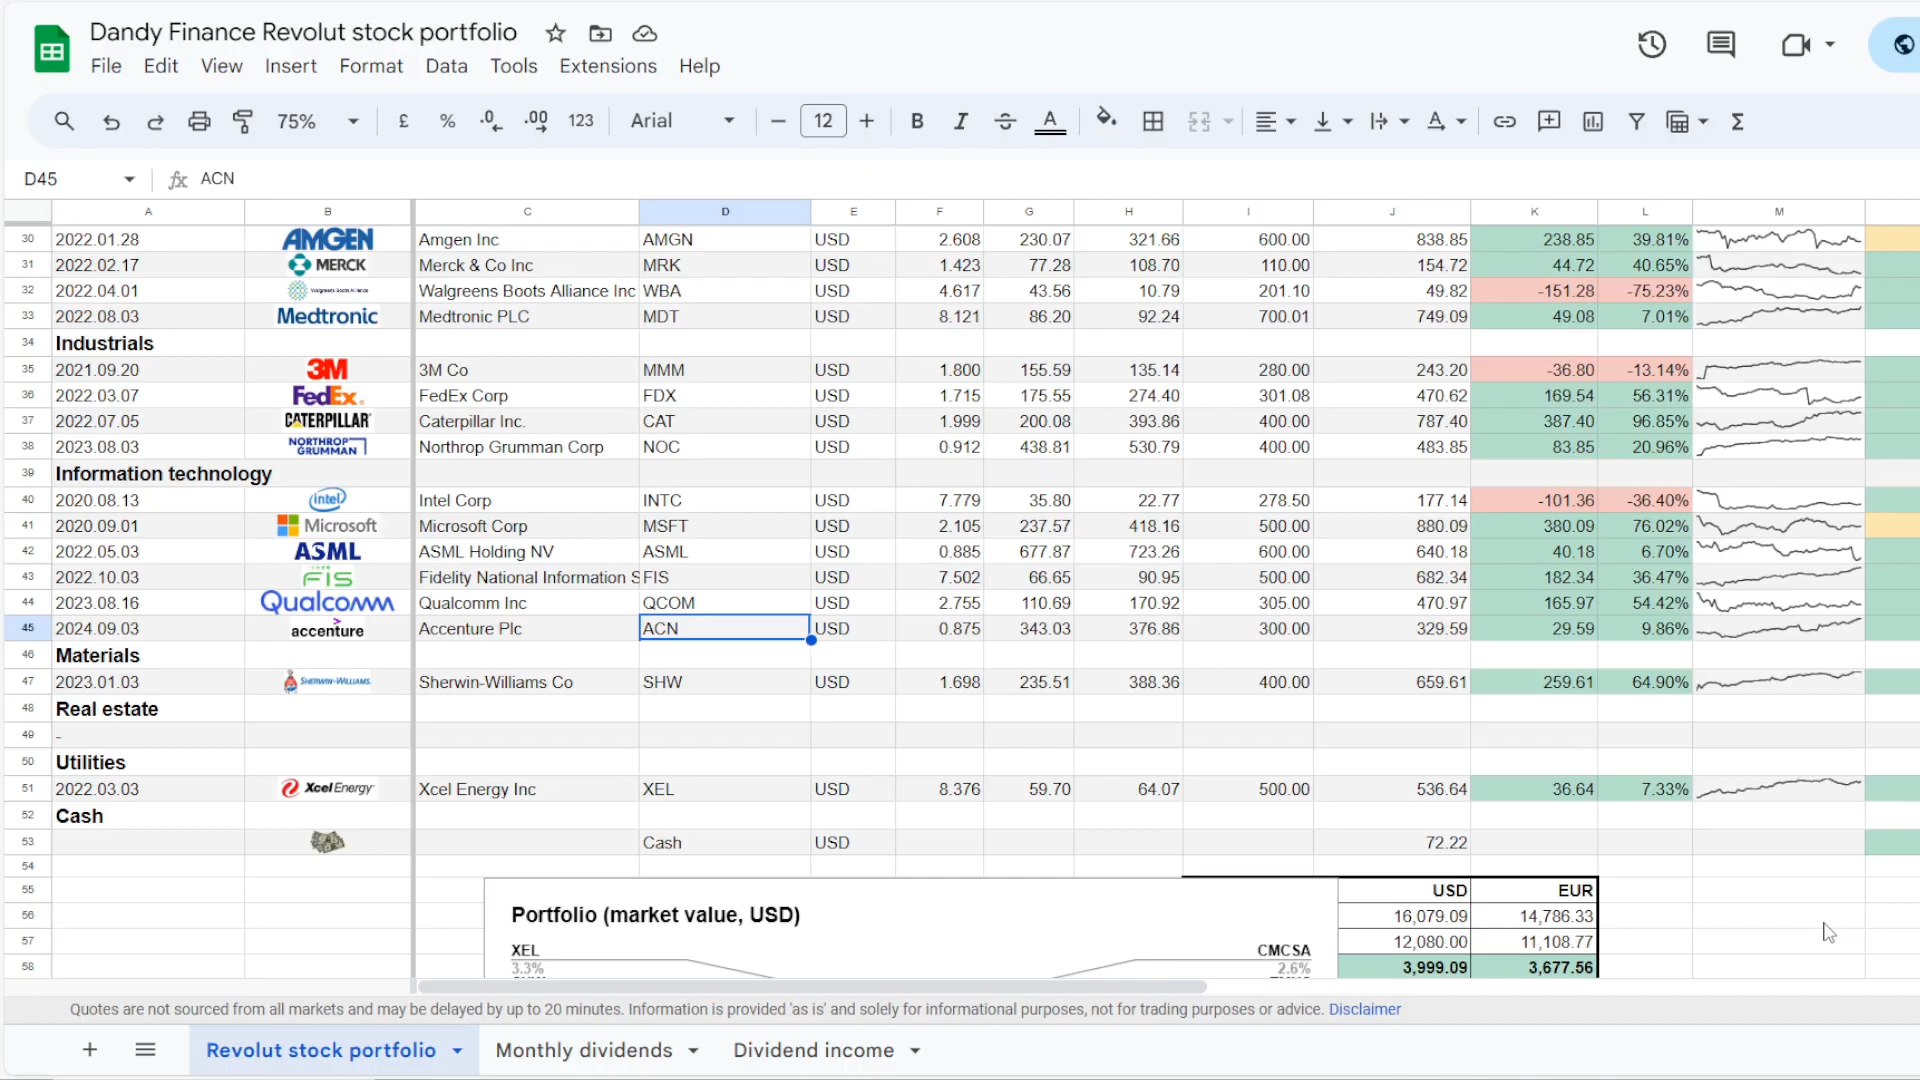 Dandy Finance Revolut stock portfolio
File Edit View Insert Format Data Tools Extensions Help
75% £ % .0 .00 123 Arial 12 B I A Σ
D45 fx ACN
A B C D E F G H I J K L M
30 2022.01.28 AMGEN Amgen Inc AMGN USD 2.608 230.07 321.66 600.00 838.85 238.85 39.81%
31 2022.02.17 MERCK Merck & Co Inc MRK USD 1.423 77.28 108.70 110.00 154.72 44.72 40.65%
32 2022.04.01 Walgreens Boots Alliance Walgreens Boots Alliance Inc WBA USD 4.617 43.56 10.79 201.10 49.82 -151.28 -75.23%
33 2022.08.03 Medtronic Medtronic PLC MDT USD 8.121 86.20 92.24 700.01 749.09 49.08 7.01%
34 Industrials
35 2021.09.20 3M 3M Co MMM USD 1.800 155.59 135.14 280.00 243.20 -36.80 -13.14%
36 2022.03.07 FedEx. FedEx Corp FDX USD 1.715 175.55 274.40 301.08 470.62 169.54 56.31%
37 2022.07.05 CATERPILLAR Caterpillar Inc. CAT USD 1.999 200.08 393.86 400.00 787.40 387.40 96.85%
38 2023.08.03 NORTHROP GRUMMAN Northrop Grumman Corp NOC USD 0.912 438.81 530.79 400.00 483.85 83.85 20.96%
39 Information technology
40 2020.08.13 intel Intel Corp INTC USD 7.779 35.80 22.77 278.50 177.14 -101.36 -36.40%
41 2020.09.01 Microsoft Microsoft Corp MSFT USD 2.105 237.57 418.16 500.00 880.09 380.09 76.02%
42 2022.05.03 ASML ASML Holding NV ASML USD 0.885 677.87 723.26 600.00 640.18 40.18 6.70%
43 2022.10.03 FIS Fidelity National Information S FIS USD 7.502 66.65 90.95 500.00 682.34 182.34 36.47%
44 2023.08.16 Qualcomm Qualcomm Inc QCOM USD 2.755 110.69 170.92 305.00 470.97 165.97 54.42%
45 2024.09.03 accenture Accenture Plc ACN USD 0.875 343.03 376.86 300.00 329.59 29.59 9.86%
46 Materials
47 2023.01.03 SHERWIN-WILLIAMS. Sherwin-Williams Co SHW USD 1.698 235.51 388.36 400.00 659.61 259.61 64.90%
48 Real estate
49 -
50 Utilities
51 2022.03.03 Xcel Energy Xcel Energy Inc XEL USD 8.376 59.70 64.07 500.00 536.64 36.64 7.33%
52 Cash
53 Cash USD 72.22
54
55 USD EUR
56 Portfolio (market value, USD) 16,079.09 14,786.33
57 XEL CMCSA 12,080.00 11,108.77
58 3.3% 2.6% 3,999.09 3,677.56
Quotes are not sourced from all markets and may be delayed by up to 20 minutes. Information is provided 'as is' and solely for informational purposes, not for trading purposes or advice. Disclaimer
+ Revolut stock portfolio Monthly dividends Dividend income